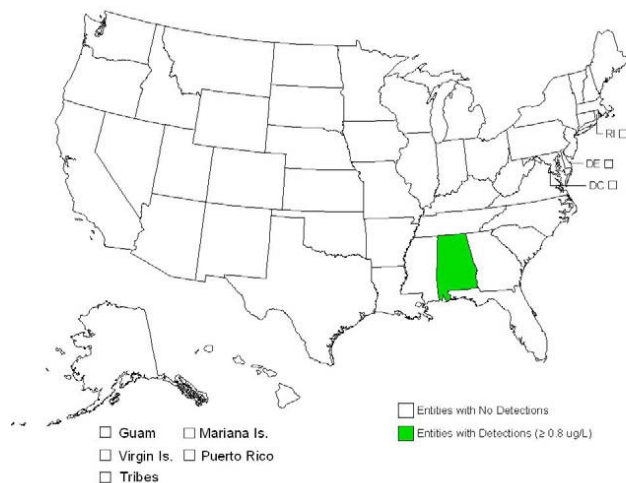 RI
DE
DC
Entities with No Detections
Guam
Mariana Is.
Entities with Detections (≥ 0.8 ug/L)
Virgin Is.
Puerto Rico
Tribes